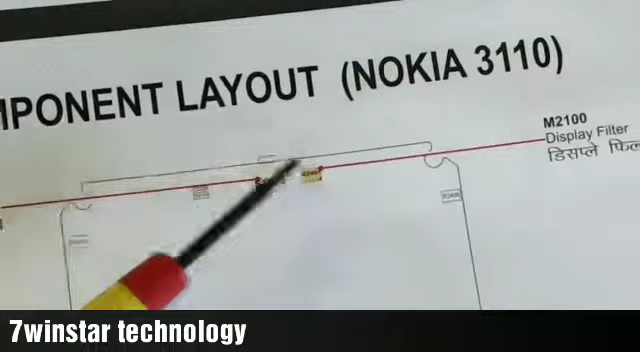 MPONENT LAYOUT (NOKIA 3110)
M2100
Display Filter
डिसप्ले
7winstar technology